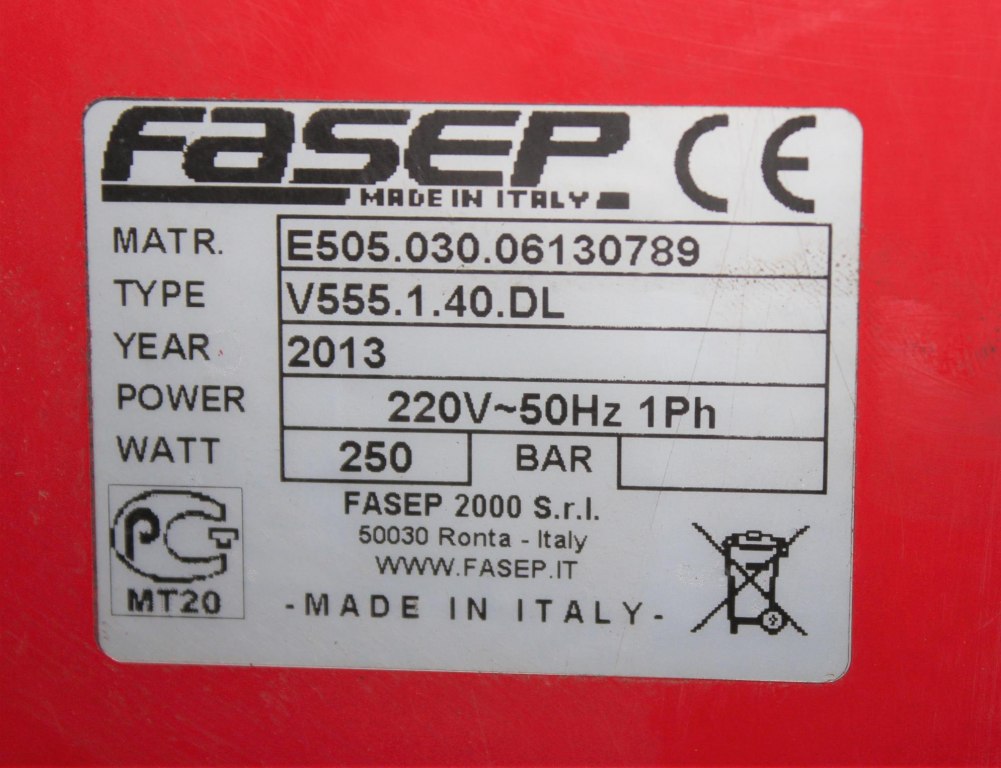 FASEP CE
MADE IN ITALY
MATR. E505.030.06130789
TYPE V555.1.40.DL
YEAR 2013
POWER 220V~50Hz 1Ph
WATT 250 BAR
FASEP 2000 S.r.l.
50030 Ronta - Italy
WWW.FASEP.IT
PCT
MT20
-MADE IN ITALY-